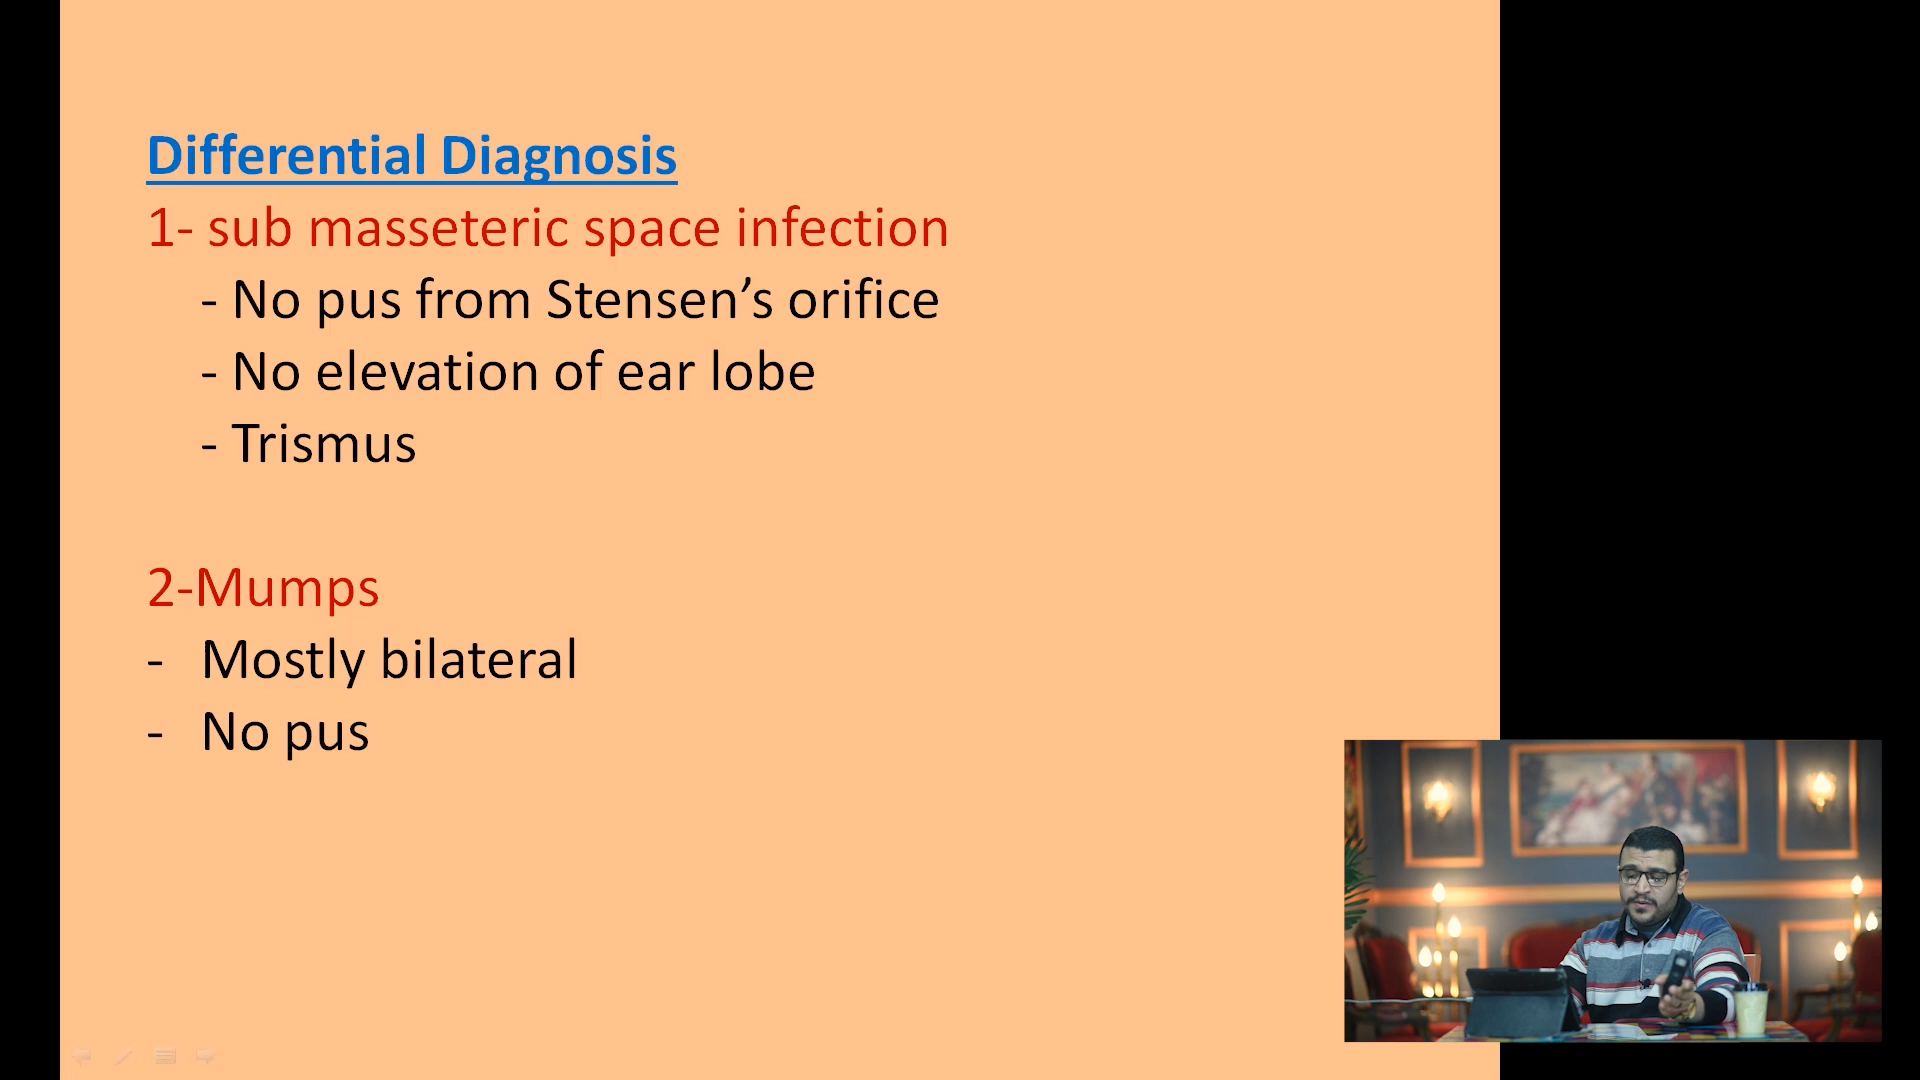 Differential Diagnosis
1- sub masseteric space infection
- No pus from Stensen’s orifice
- No elevation of ear lobe
- Trismus
2-Mumps
- Mostly bilateral
- No pus